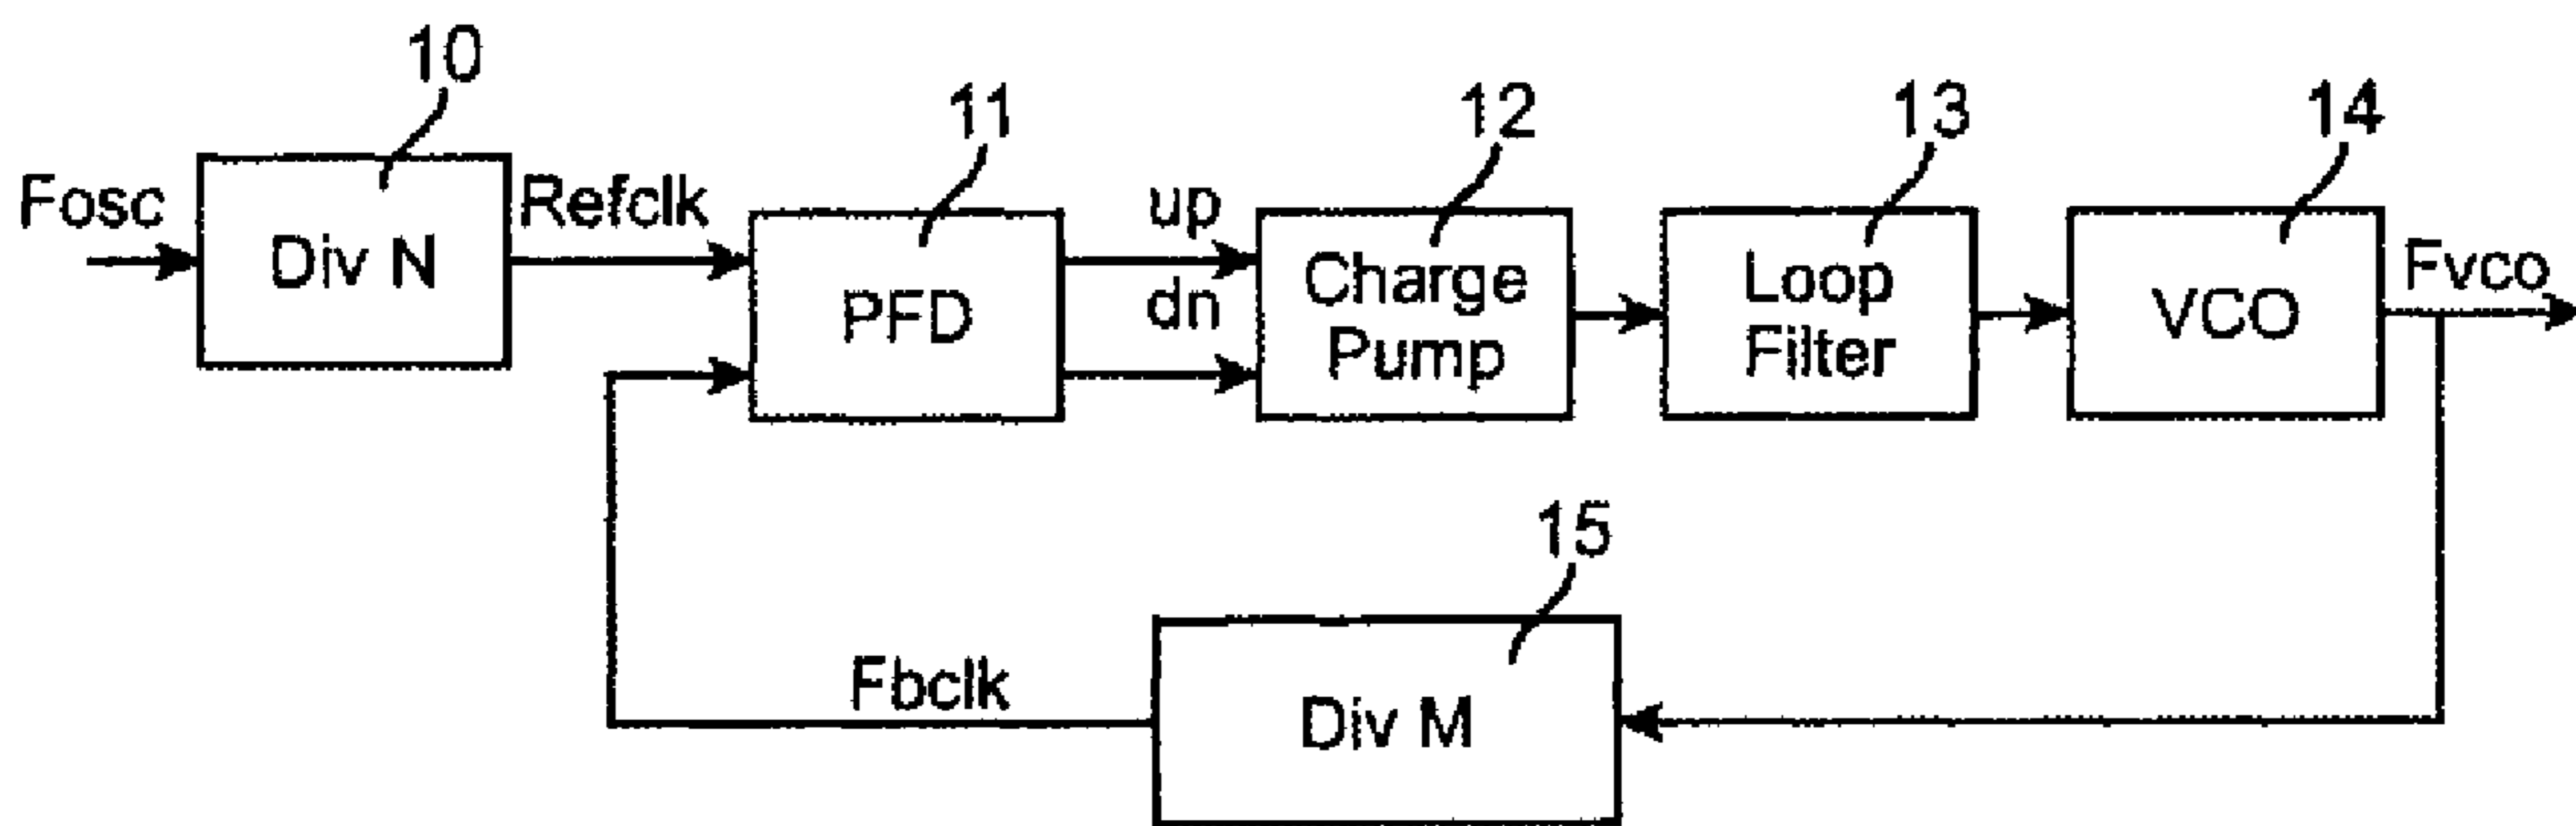 10
11
12
13
14
Fosc
Div N
Refclk
PFD
up
dn
Charge
Pump
Loop
Filter
VCO
Fvco
15
Fbclk
Div M